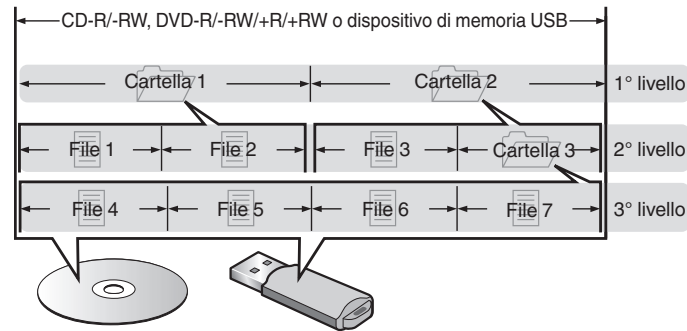 CD-R/-RW, DVD-R/-RW/+R/+RW o dispositivo di memoria USB
Cartella 1 Cartella 2 1° livello
File 1 File 2 File 3 Cartella 3 2° livello
File 4 File 5 File 6 File 7 3° livello